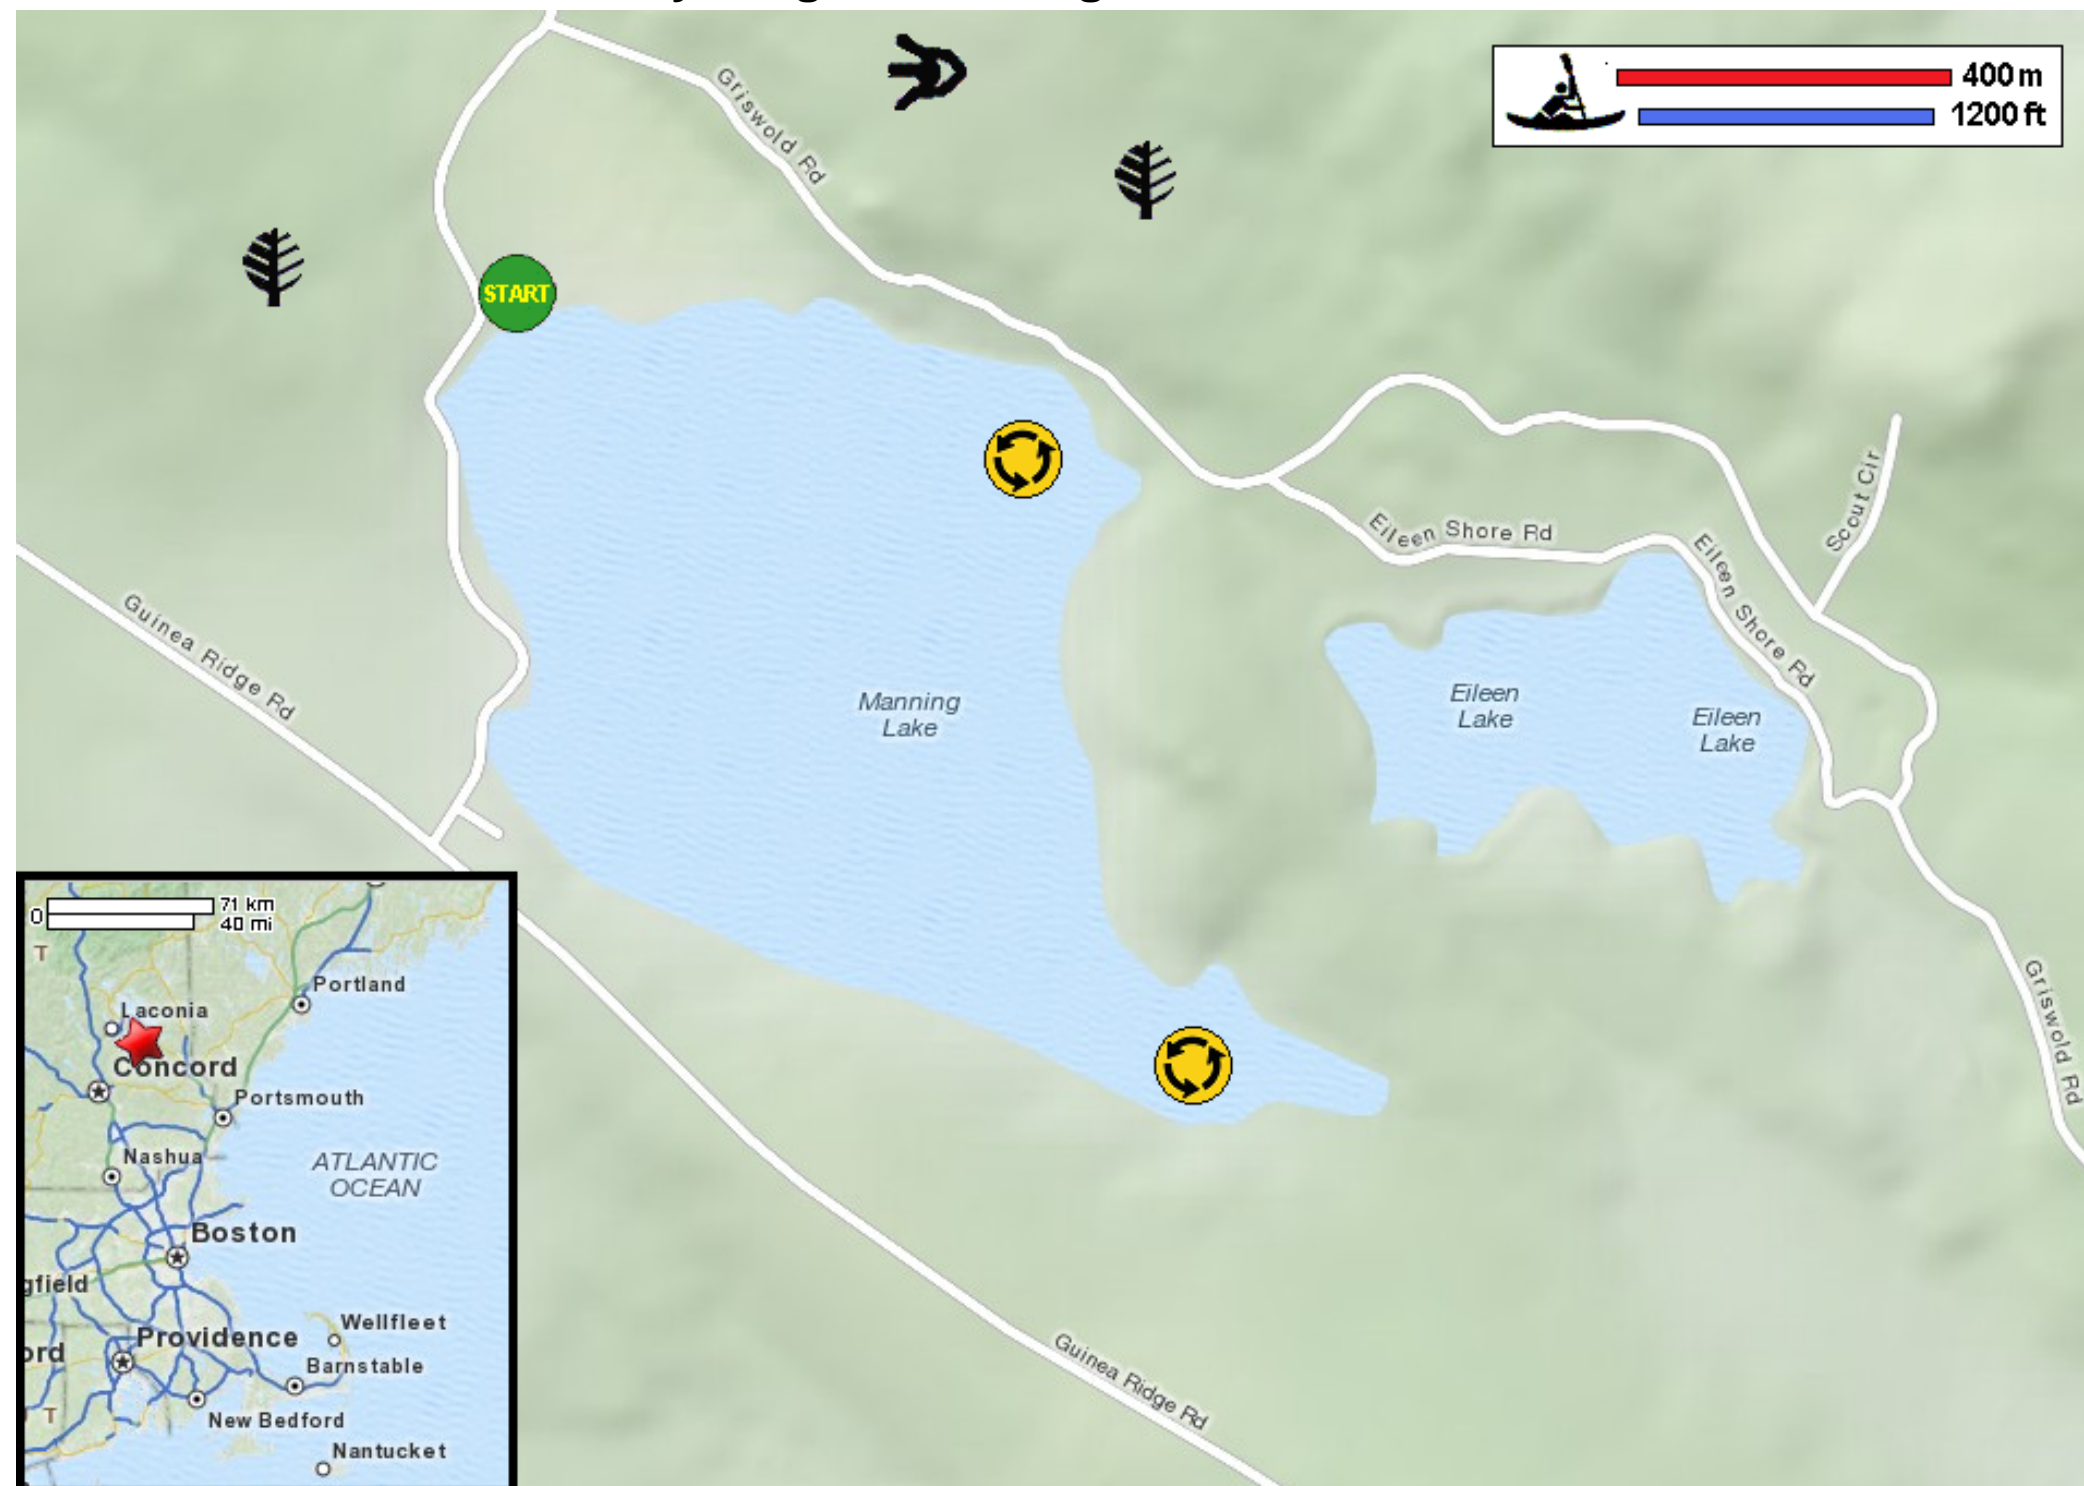 Griswold Rd
400 m
1200 ft
START
Scout Cir
Eileen Shore Rd
Eileen Shore Rd
Guinea Ridge Rd
Manning
Lake
Eileen
Lake
Eileen
Lake
Griswold Rd
Guinea Ridge Rd
0
71 km
40 mi
T
Portland
Laconia
Concord
Portsmouth
Nashua
ATLANTIC
OCEAN
Boston
gfield
Wellfleet
Providence
ord
Barnstable
T
New Bedford
Nantucket